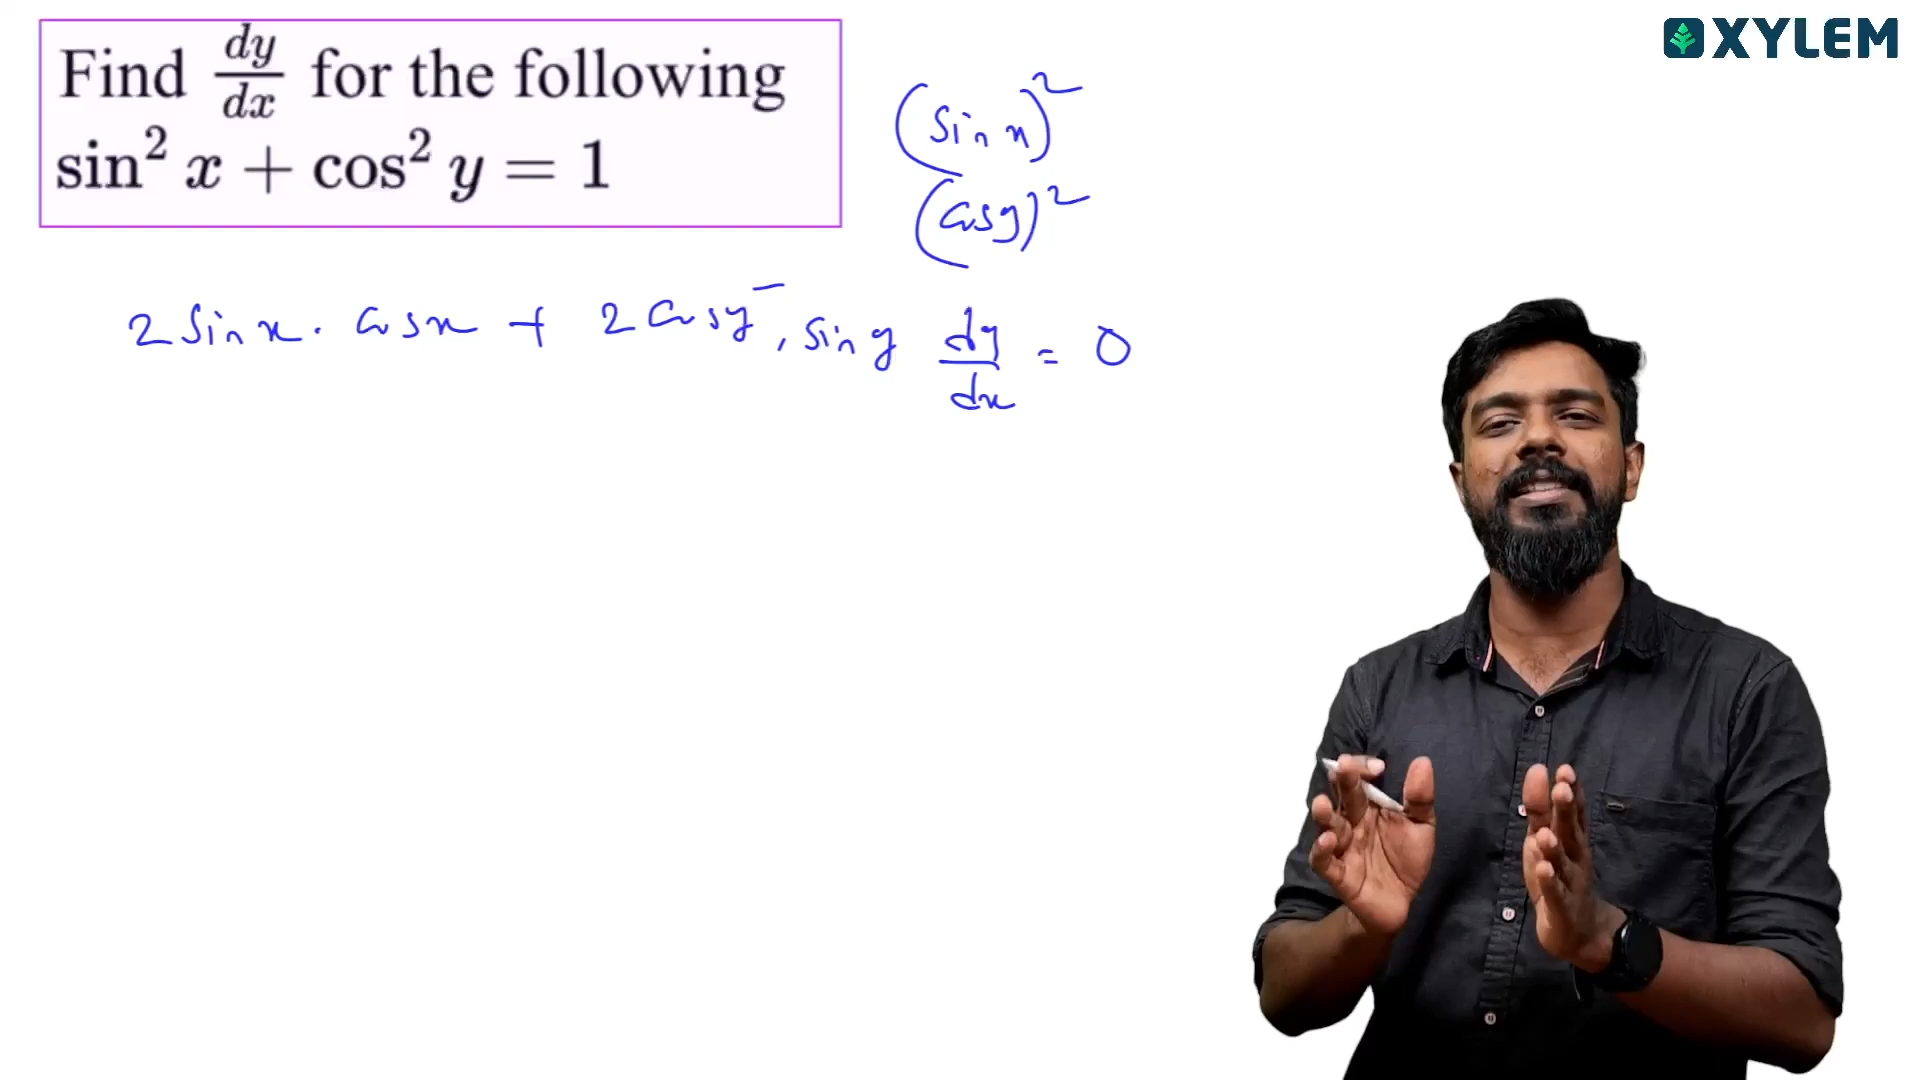 XYLEM
Find dy/dx for the following
sin² x + cos² y = 1
(sin x)²
(cos y)²
2 sin x · cos x + 2 cos y · - sin y dy/dx = 0